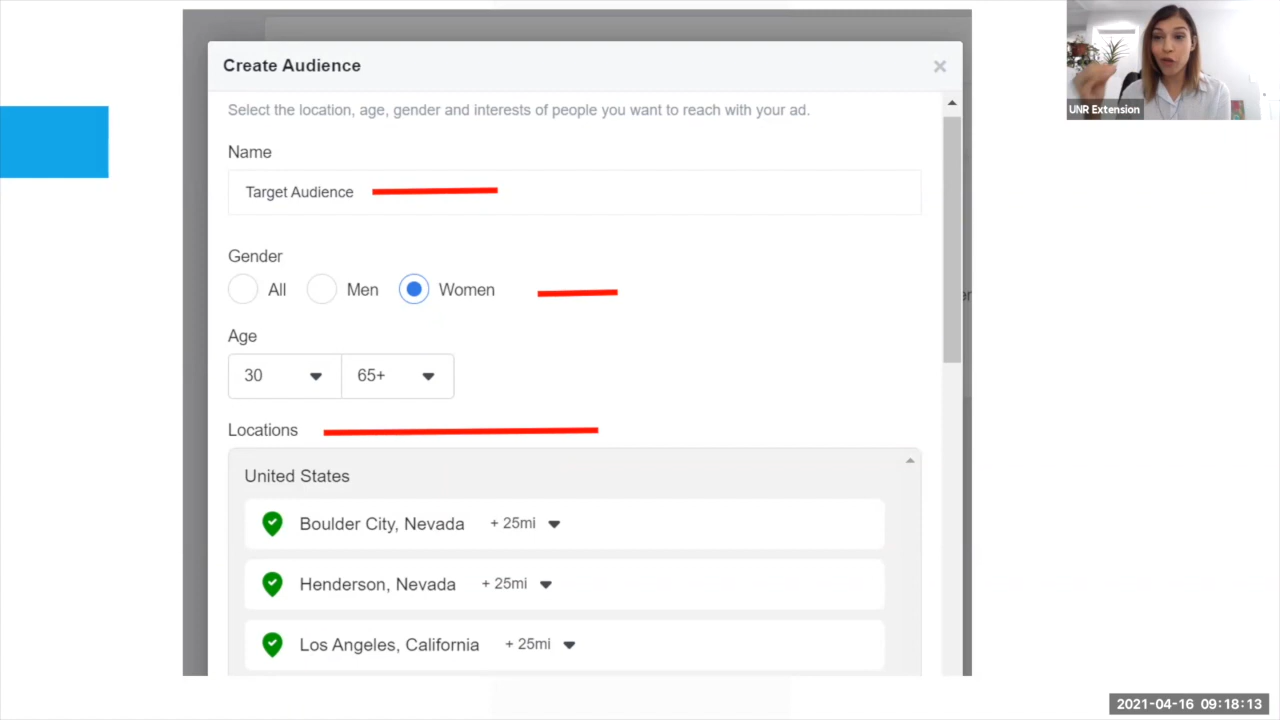 Create Audience
×
Select the location, age, gender and interests of people you want to reach with your ad.
UNR Extension
Name
Target Audience
Gender
All Men Women
er
Age
30 65+
Locations
United States
Boulder City, Nevada + 25mi
Henderson, Nevada + 25mi
Los Angeles, California + 25mi
2021-04-16 09:18:13